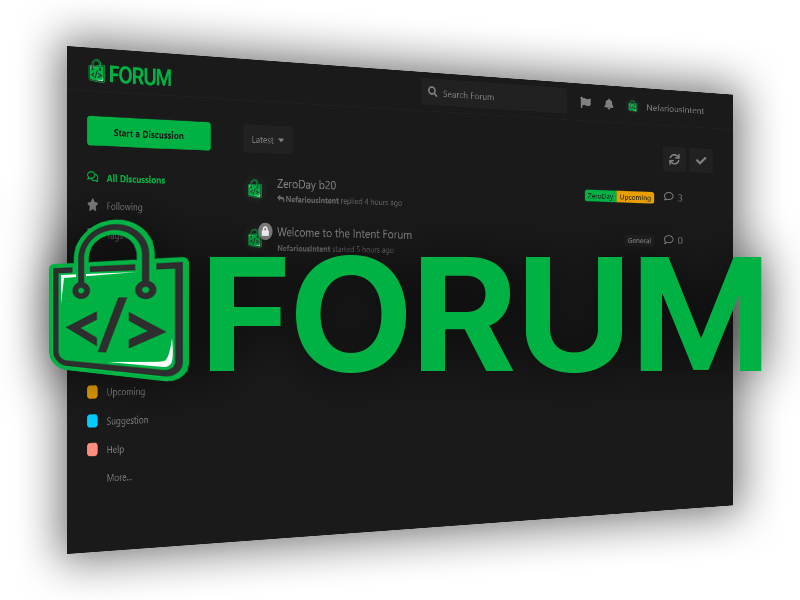 </> FORUM
Search Forum
NefariousIntent
Start a Discussion
Latest
All Discussions
Following
Tags
ZeroDay b20
NefariousIntent replied 4 hours ago
ZeroDay Upcoming 3
Welcome to the Intent Forum
NefariousIntent started 5 hours ago
General 0
</> FORUM
Upcoming
Suggestion
Help
More...